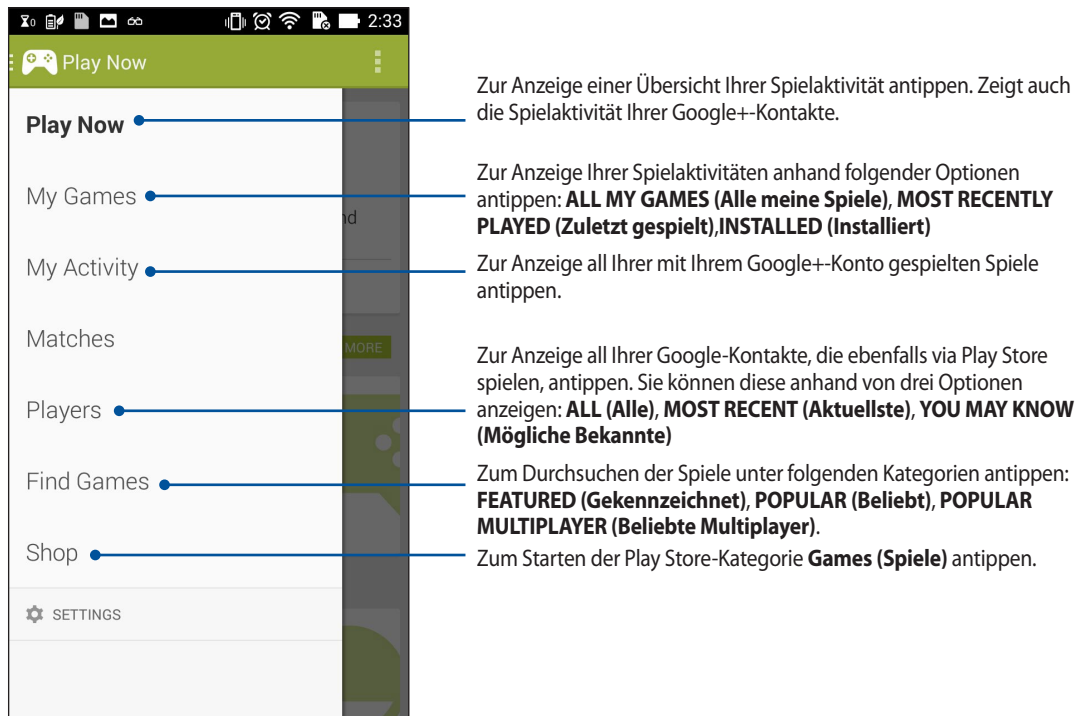 2:33
Play Now
Play Now
My Games
My Activity
Matches
Players
Find Games
Shop
SETTINGS
nd
MORE
Zur Anzeige einer Übersicht Ihrer Spielaktivität antippen. Zeigt auch
die Spielaktivität Ihrer Google+-Kontakte.
Zur Anzeige Ihrer Spielaktivitäten anhand folgender Optionen
antippen: ALL MY GAMES (Alle meine Spiele), MOST RECENTLY
PLAYED (Zuletzt gespielt),INSTALLED (Installiert)
Zur Anzeige all Ihrer mit Ihrem Google+-Konto gespielten Spiele
antippen.
Zur Anzeige all Ihrer Google-Kontakte, die ebenfalls via Play Store
spielen, antippen. Sie können diese anhand von drei Optionen
anzeigen: ALL (Alle), MOST RECENT (Aktuellste), YOU MAY KNOW
(Mögliche Bekannte)
Zum Durchsuchen der Spiele unter folgenden Kategorien antippen:
FEATURED (Gekennzeichnet), POPULAR (Beliebt), POPULAR
MULTIPLAYER (Beliebte Multiplayer).
Zum Starten der Play Store-Kategorie Games (Spiele) antippen.